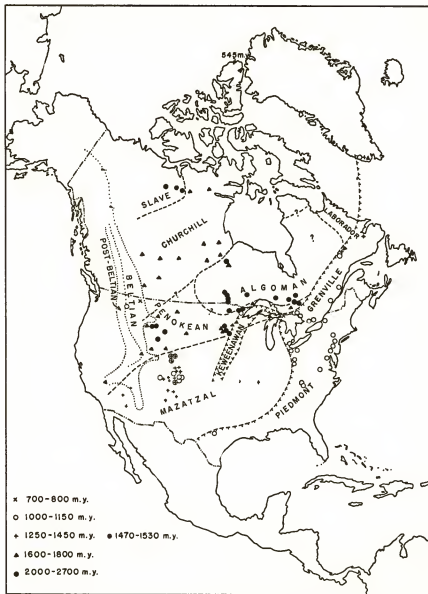 545m.y.
SLAVE
CHURCHILL
LABORADOR
?
?
POST-BELTIAN
BELTIAN
ALGOMAN
GRENVILLE
PENOKEAN
KEWEENAWAN
MAZATZAL
PIEDMONT
× 700-800 m.y.
○ 1000-1150 m.y.
+ 1250-1450 m.y. ● 1470-1530 m.y.
▲ 1600-1800 m.y.
● 2000-2700 m.y.